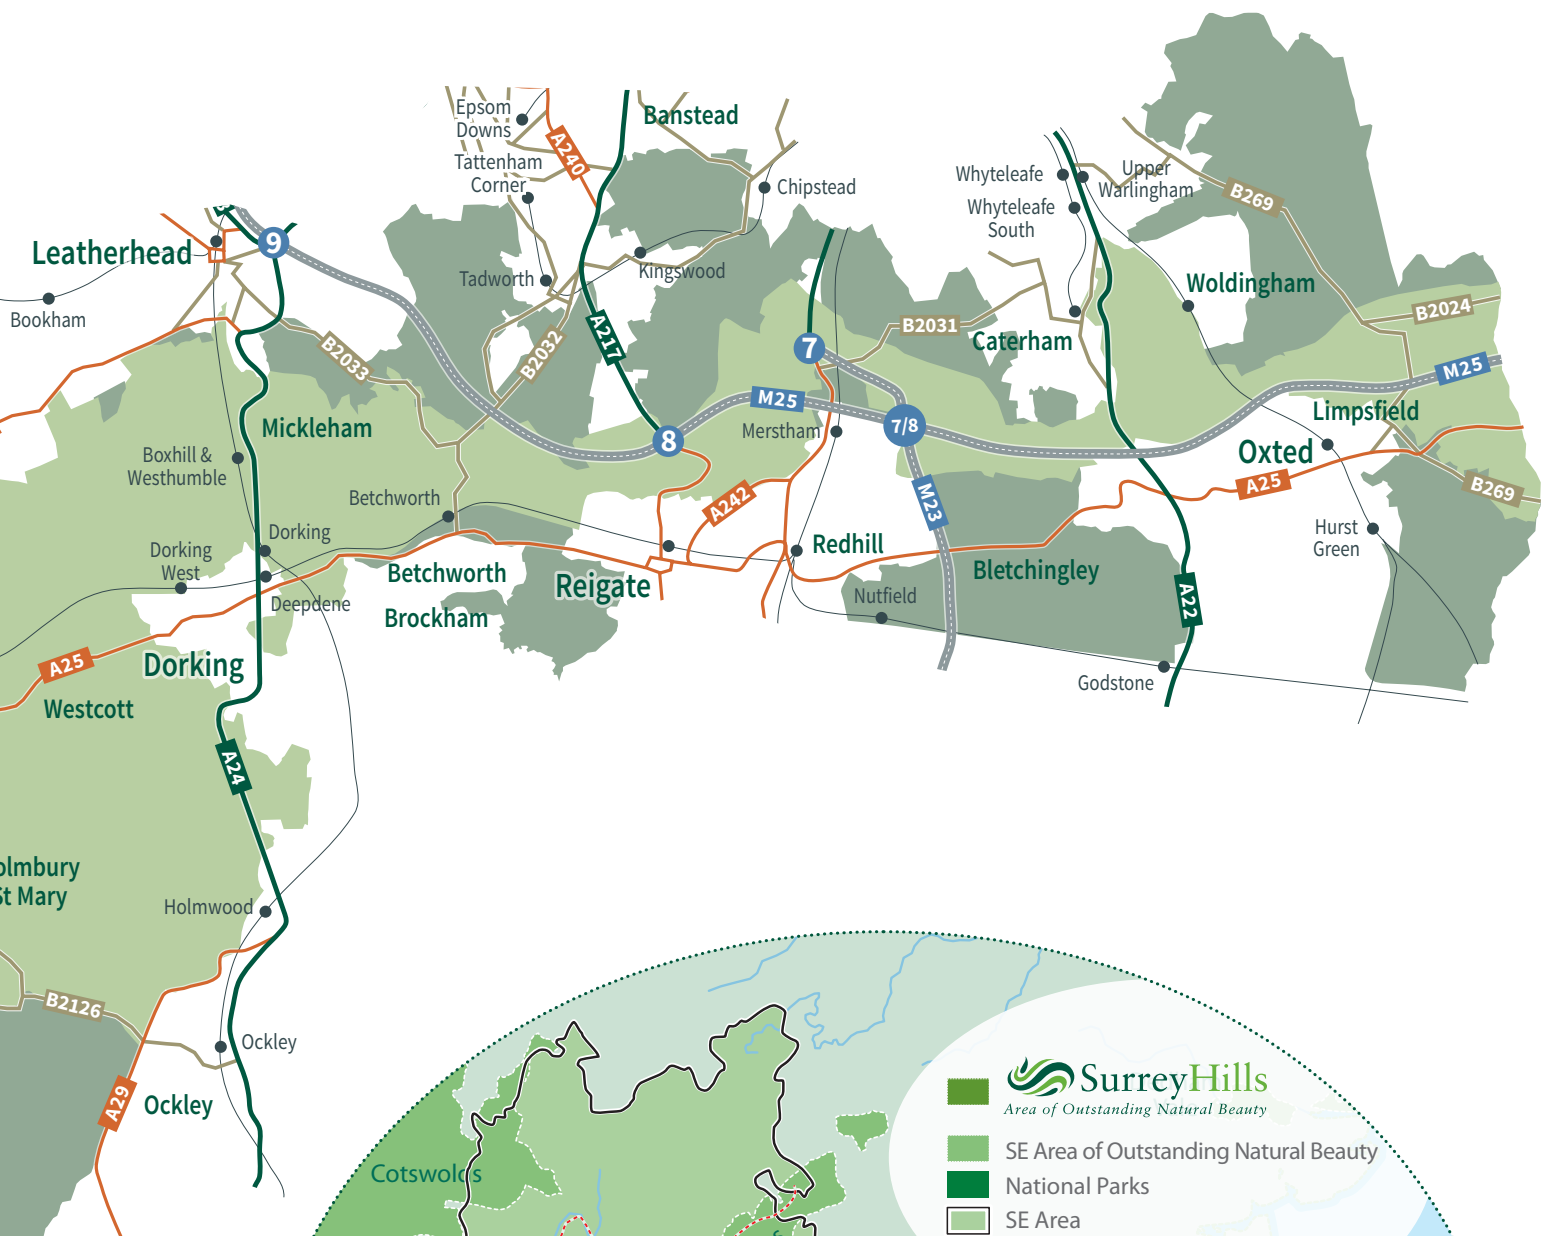 Epsom
Downs
Banstead
A240
Tattenham
Corner
Chipstead
Whyteleafe
Upper
Warlingham
Whyteleafe
South
B269
9
Leatherhead
Tadworth
Kingswood
Woldingham
Bookham
B2033
B2032
A217
7
B2031
Caterham
B2024
M25
M25
Mickleham
8
Merstham
7/8
Limpsfield
Oxted
Boxhill &
Westhumble
A25
B269
Betchworth
A242
M23
Dorking
Hurst
Green
Dorking
West
Redhill
Betchworth
Reigate
Bletchingley
Deepdene
Brockham
Nutfield
A22
A25
Dorking
Godstone
Westcott
A24
olmbury
St Mary
Holmwood
B2126
Ockley
A29
Ockley
SurreyHills
Area of Outstanding Natural Beauty
SE Area of Outstanding Natural Beauty
Cotswolds
National Parks
SE Area